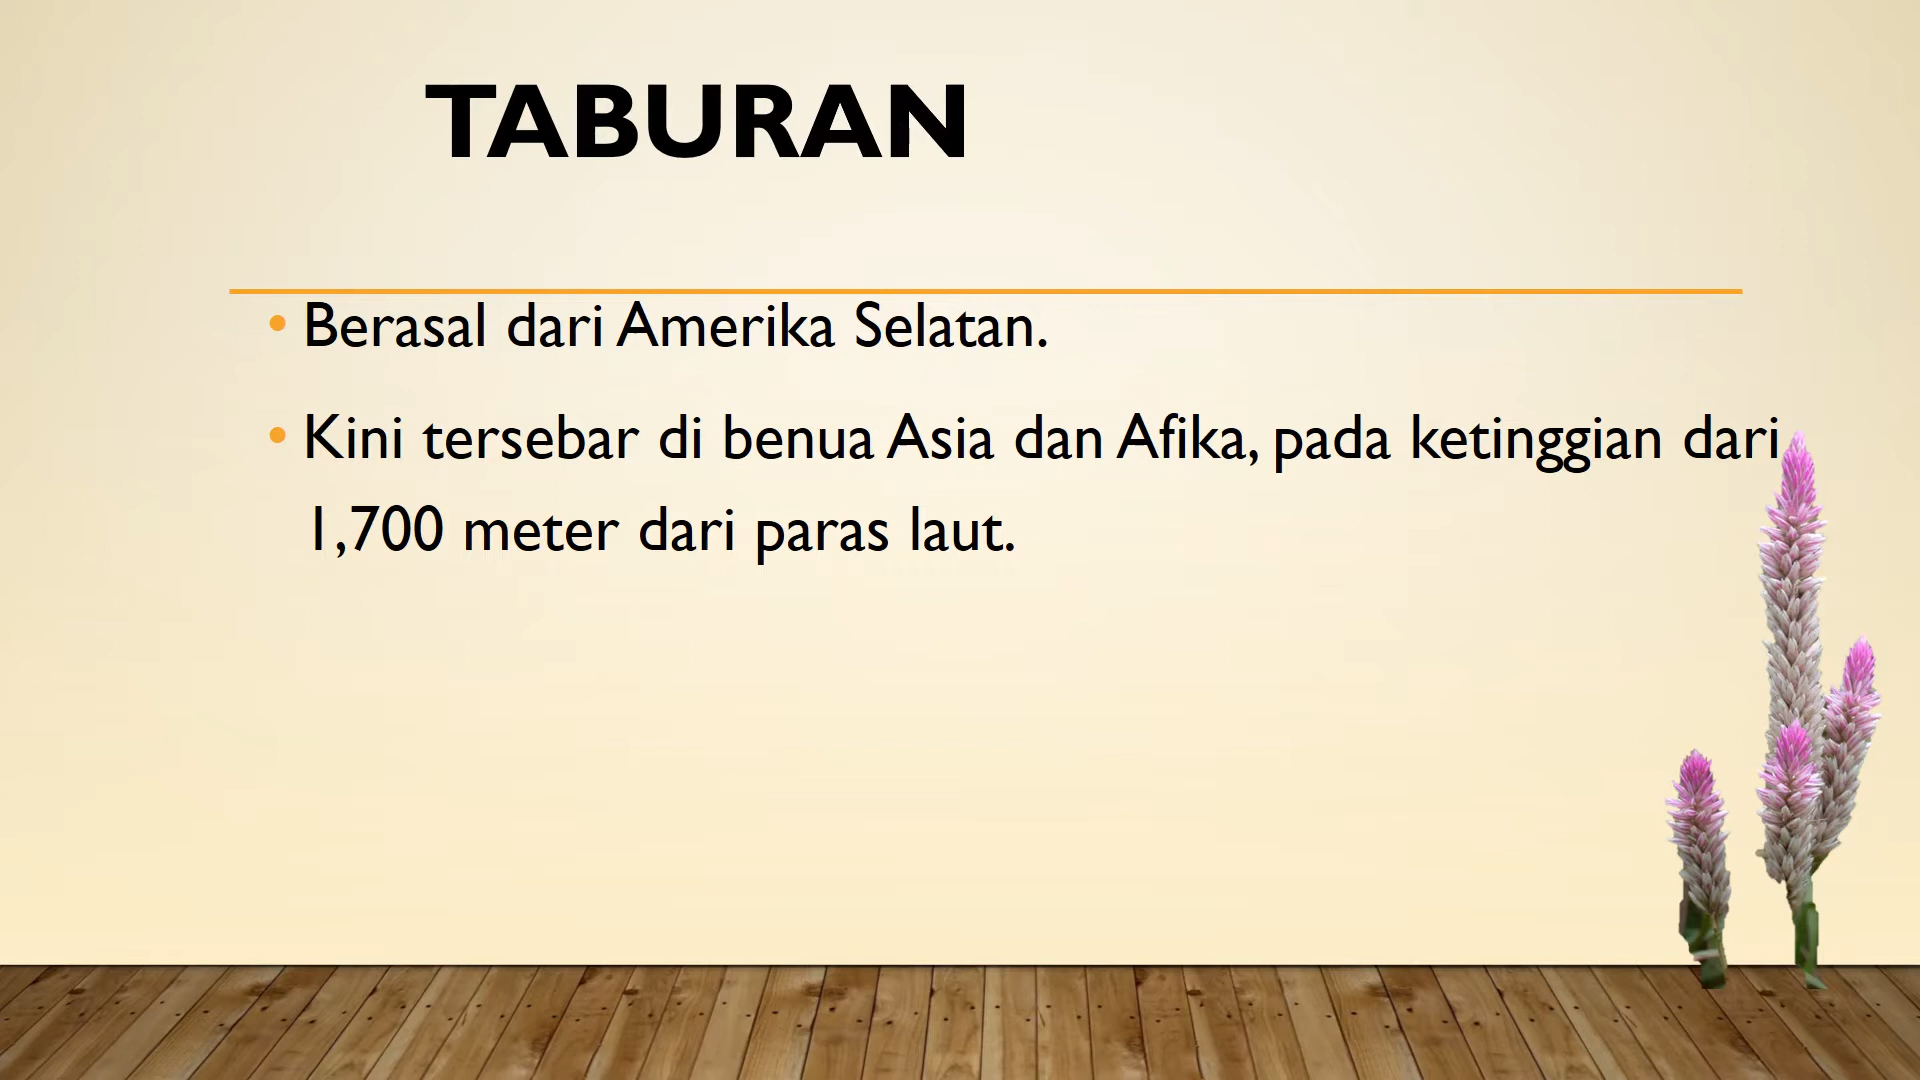 TABURAN
• Berasal dari Amerika Selatan.
• Kini tersebar di benua Asia dan Afika, pada ketinggian dari
1,700 meter dari paras laut.